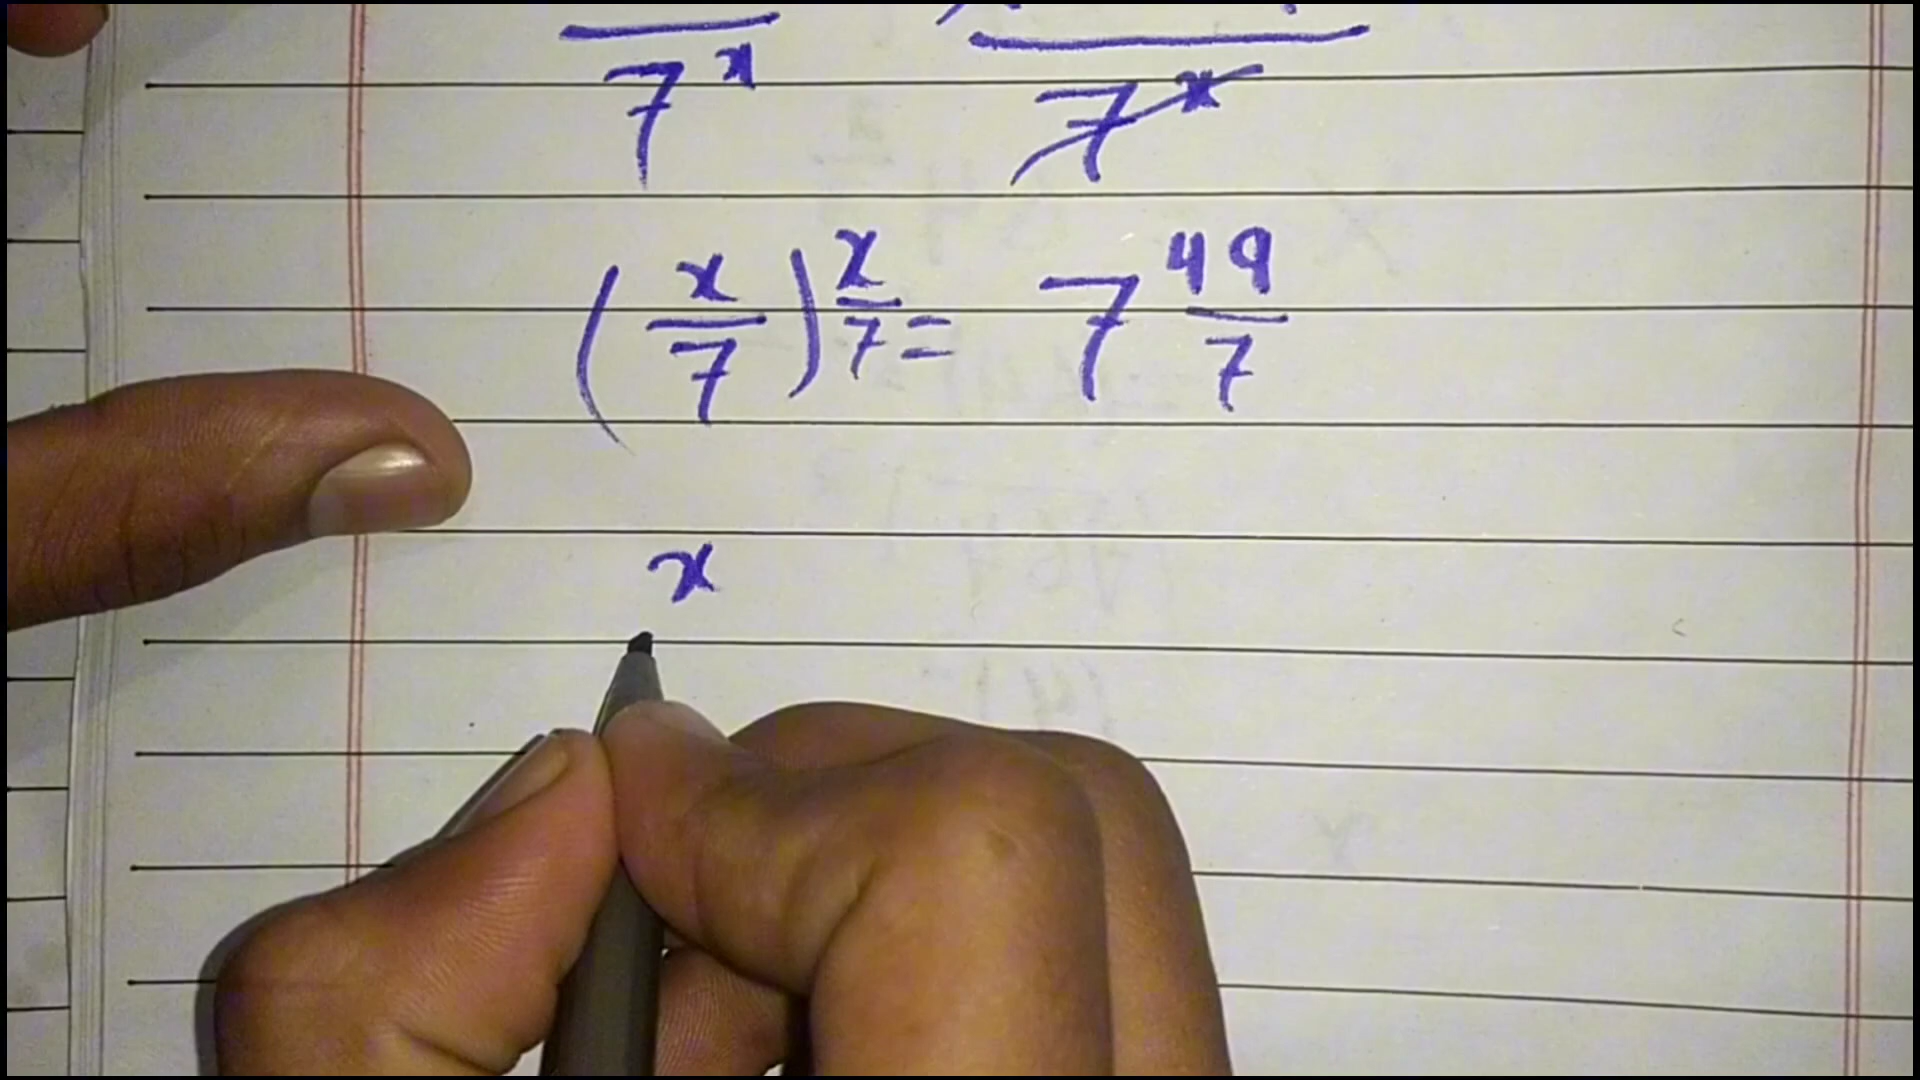 7^x 7^x
(x/7)^(x/7) = 7^(49/7)
x